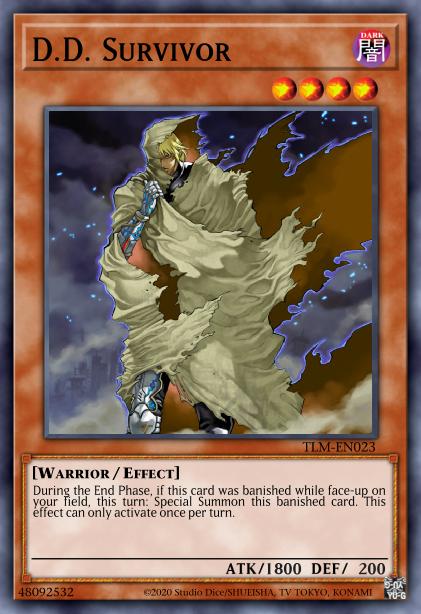 D.D. SURVIVOR
DARK
闇
TLM-EN023
[WARRIOR / EFFECT]
During the End Phase, if this card was banished while face-up on
your field, this turn: Special Summon this banished card. This
effect can only activate once per turn.
ATK/1800 DEF/ 200
48092532
©2020 Studio Dice/SHUEISHA, TV TOKYO, KONAMI